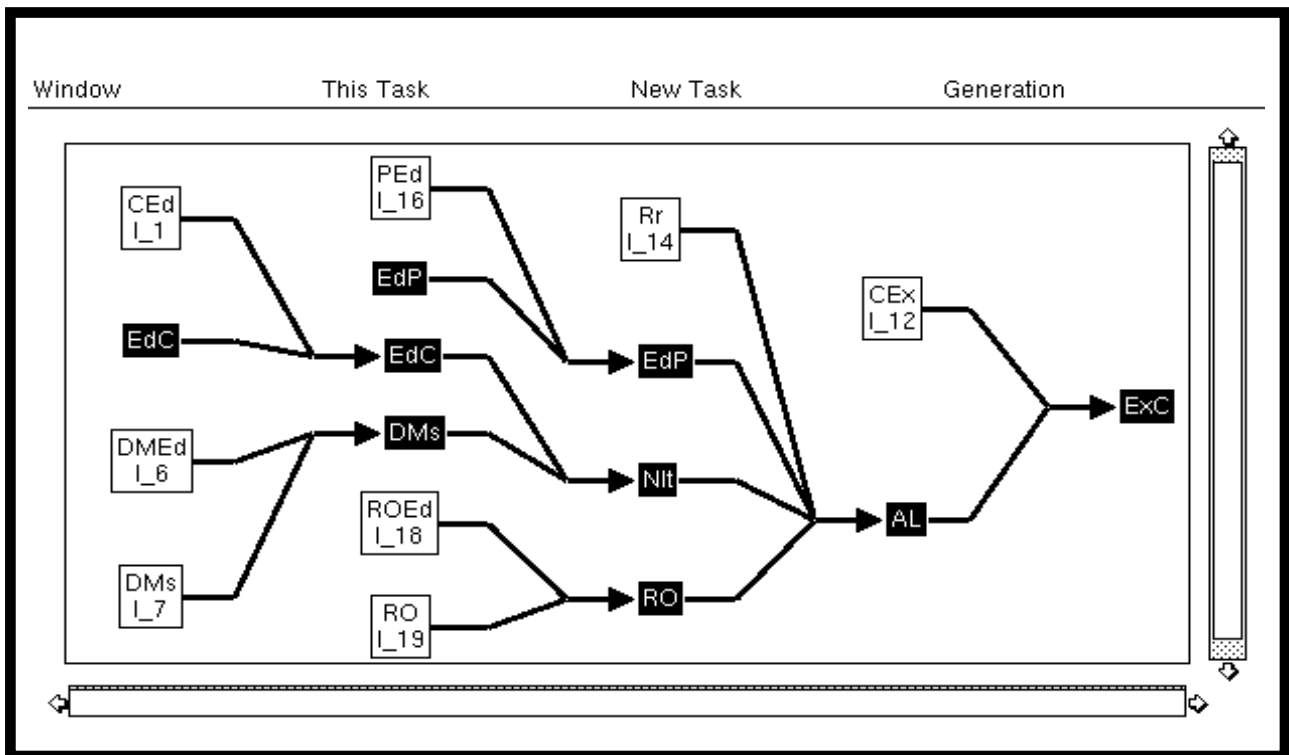 Window
This Task
New Task
Generation
CEd
I_1
EdC
DMEd
I_6
DMs
I_7
PEd
I_16
EdP
EdC
DMs
ROEd
I_18
RO
I_19
Rr
I_14
EdP
Nlt
RO
CEx
I_12
AL
ExC